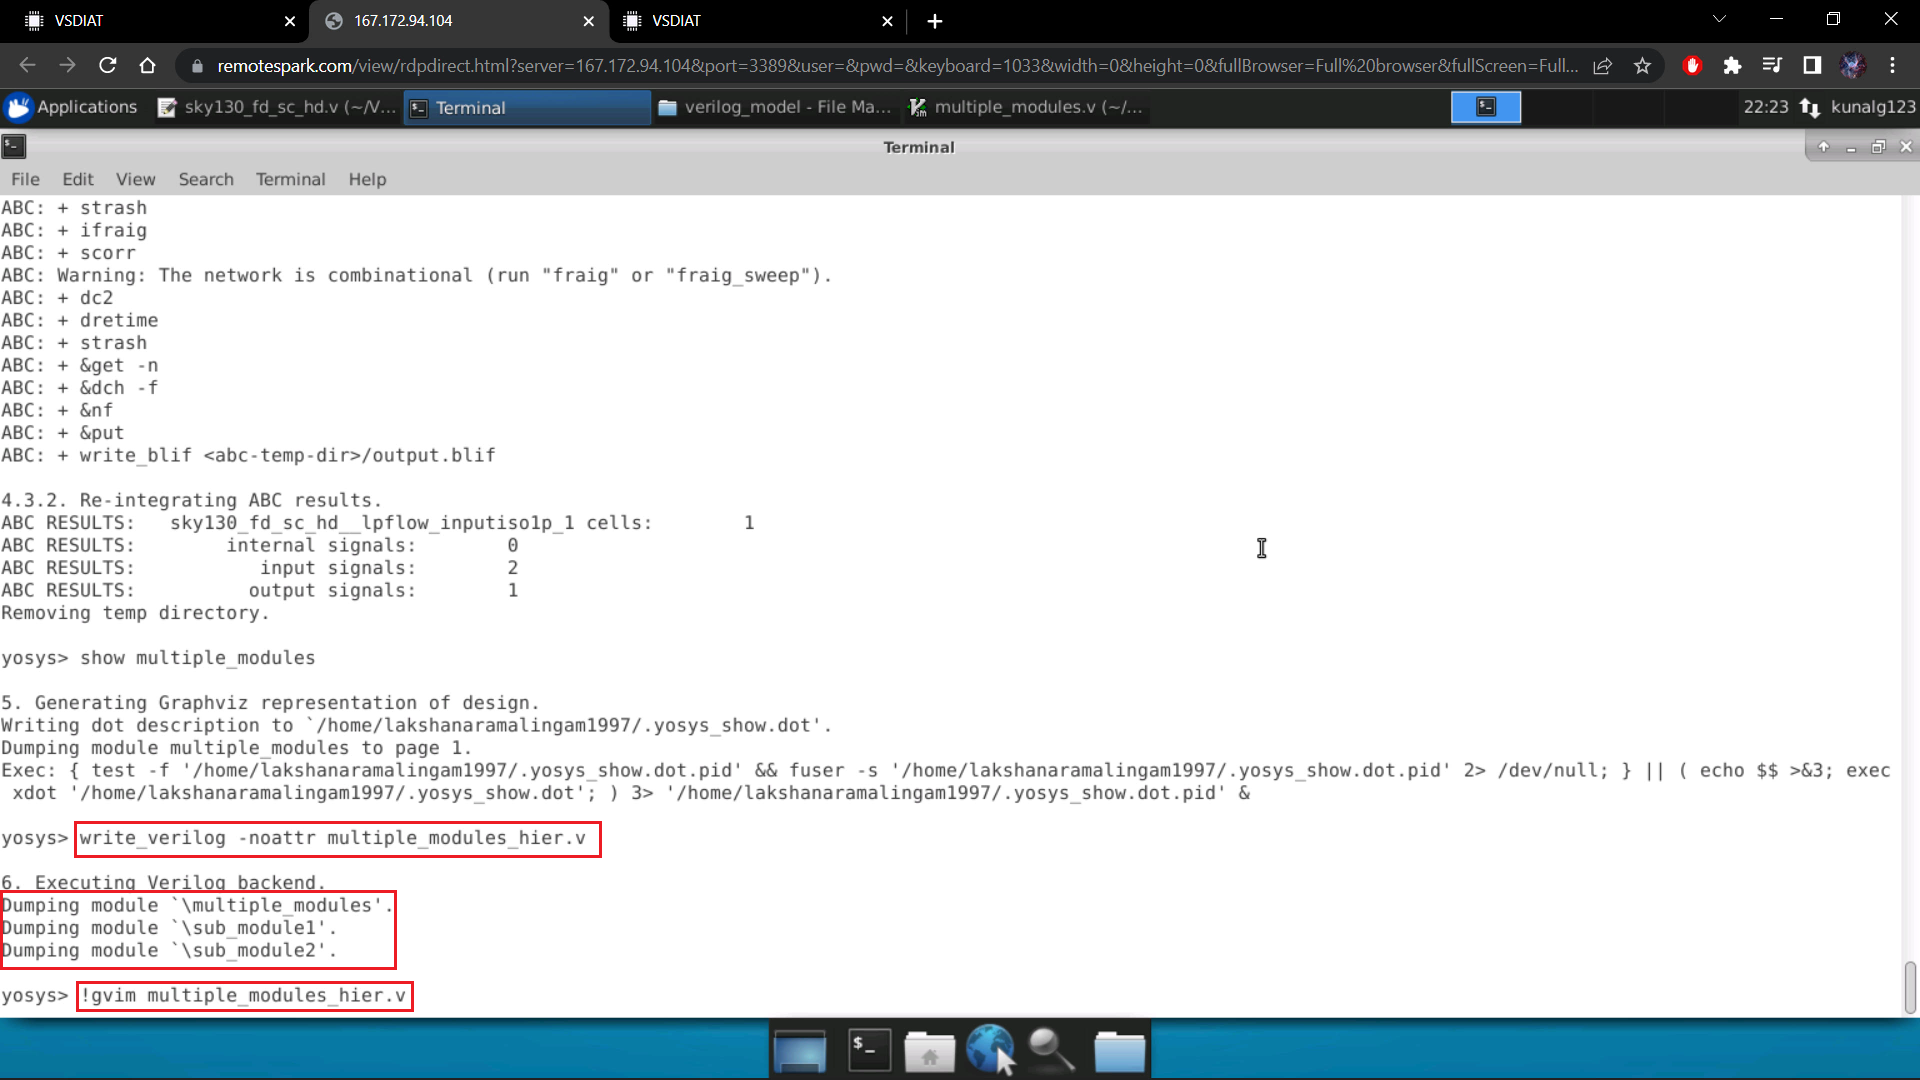 VSDIAT
167.172.94.104
VSDIAT
remotespark.com/view/rdpdirect.html?server=167.172.94.104&port=3389&user=&pwd=&keyboard=1033&width=0&height=0&fullBrowser=Full%20browser&fullScreen=Full...
Applications
sky130_fd_sc_hd.v (~/V...
Terminal
verilog_model - File Ma...
multiple_modules.v (~/...
22:23
kunalg123
Terminal
File Edit View Search Terminal Help
ABC: + strash
ABC: + ifraig
ABC: + scorr
ABC: Warning: The network is combinational (run "fraig" or "fraig_sweep").
ABC: + dc2
ABC: + dretime
ABC: + strash
ABC: + &get -n
ABC: + &dch -f
ABC: + &nf
ABC: + &put
ABC: + write_blif <abc-temp-dir>/output.blif
4.3.2. Re-integrating ABC results.
ABC RESULTS:   sky130_fd_sc_hd__lpflow_inputiso1p_1 cells:        1
ABC RESULTS:        internal signals:        0
ABC RESULTS:           input signals:        2
ABC RESULTS:          output signals:        1
Removing temp directory.
yosys> show multiple_modules
5. Generating Graphviz representation of design.
Writing dot description to `/home/lakshanaramalingam1997/.yosys_show.dot'.
Dumping module multiple_modules to page 1.
Exec: { test -f '/home/lakshanaramalingam1997/.yosys_show.dot.pid' && fuser -s '/home/lakshanaramalingam1997/.yosys_show.dot.pid' 2> /dev/null; } || ( echo $$ >&3; exec
xdot '/home/lakshanaramalingam1997/.yosys_show.dot'; ) 3> '/home/lakshanaramalingam1997/.yosys_show.dot.pid' &
yosys> write_verilog -noattr multiple_modules_hier.v
6. Executing Verilog backend.
Dumping module `\multiple_modules'.
Dumping module `\sub_module1'.
Dumping module `\sub_module2'.
yosys> !gvim multiple_modules_hier.v